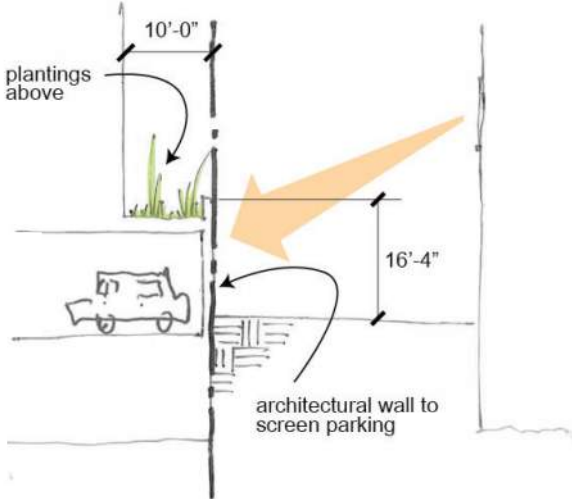 10’-0”
plantings
above
16’-4”
architectural wall to
screen parking